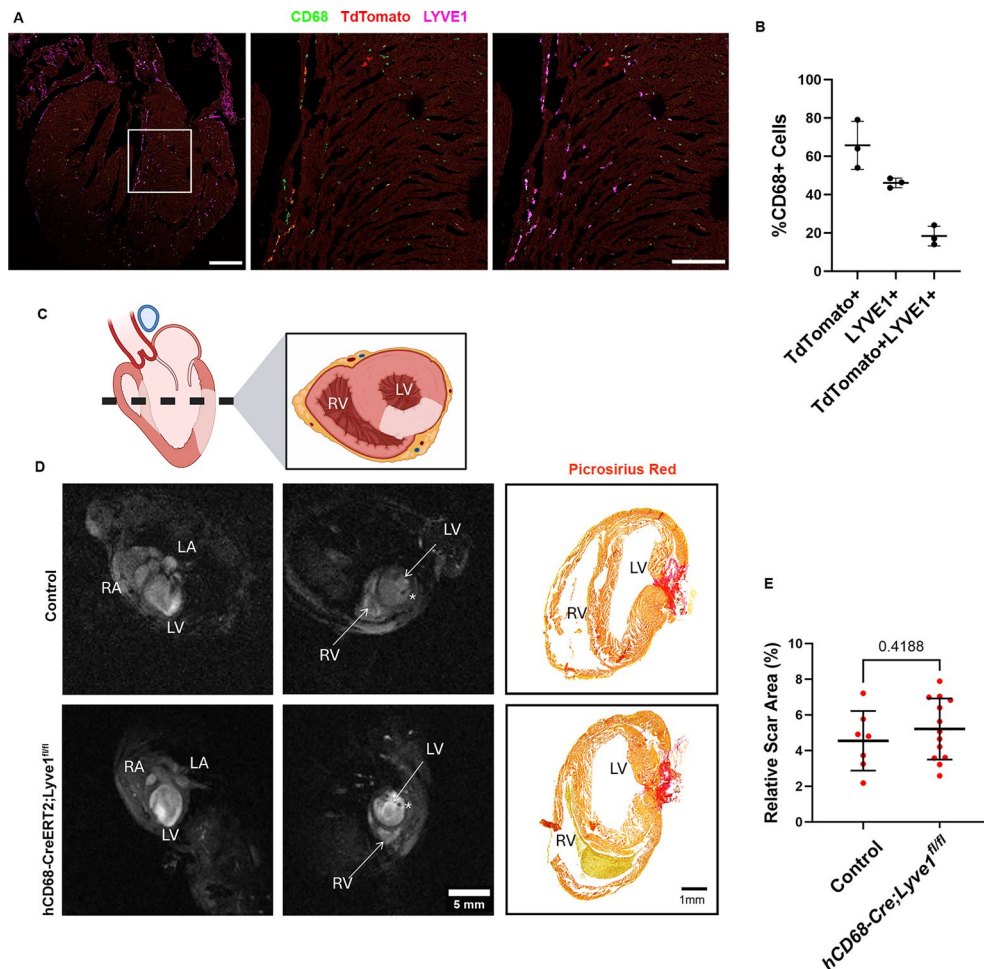 A
CD68 TdTomato LYVE1
B
%CD68+ Cells
100
80
60
40
20
0
TdTomato+
LYVE1+
TdTomato+LYVE1+
C
RV
LV
D
Picrosirius Red
Control
LA
RA
LV
LV
*
RV
LV
RV
hCD68-CreERT2;Lyve1fl/fl
RA
LA
LV
LV
*
RV
5 mm
LV
RV
1mm
E
Relative Scar Area (%)
10
8
6
4
2
0
0.4188
Control
hCD68-Cre;Lyve1fl/fl